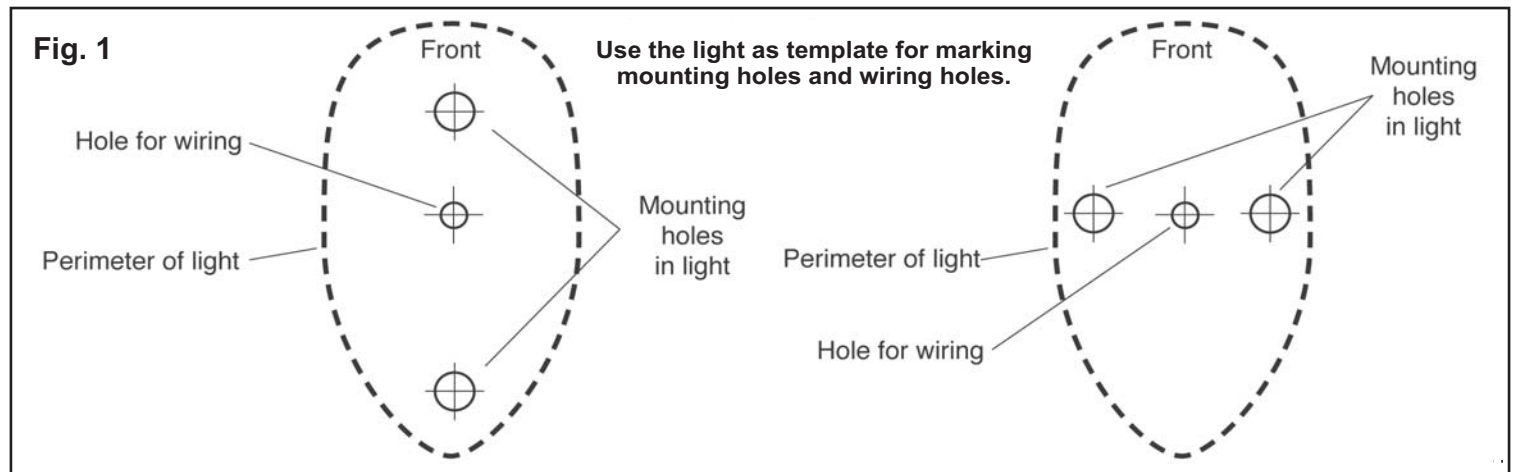 Fig. 1
Front
Use the light as template for marking
mounting holes and wiring holes.
Hole for wiring
Perimeter of light
Mounting
holes
in light
Front
Mounting
holes
in light
Perimeter of light
Hole for wiring